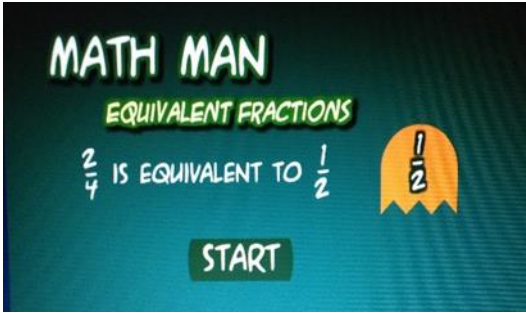 MATH MAN
EQUIVALENT FRACTIONS
2/4 IS EQUIVALENT TO 1/2
1/2
START